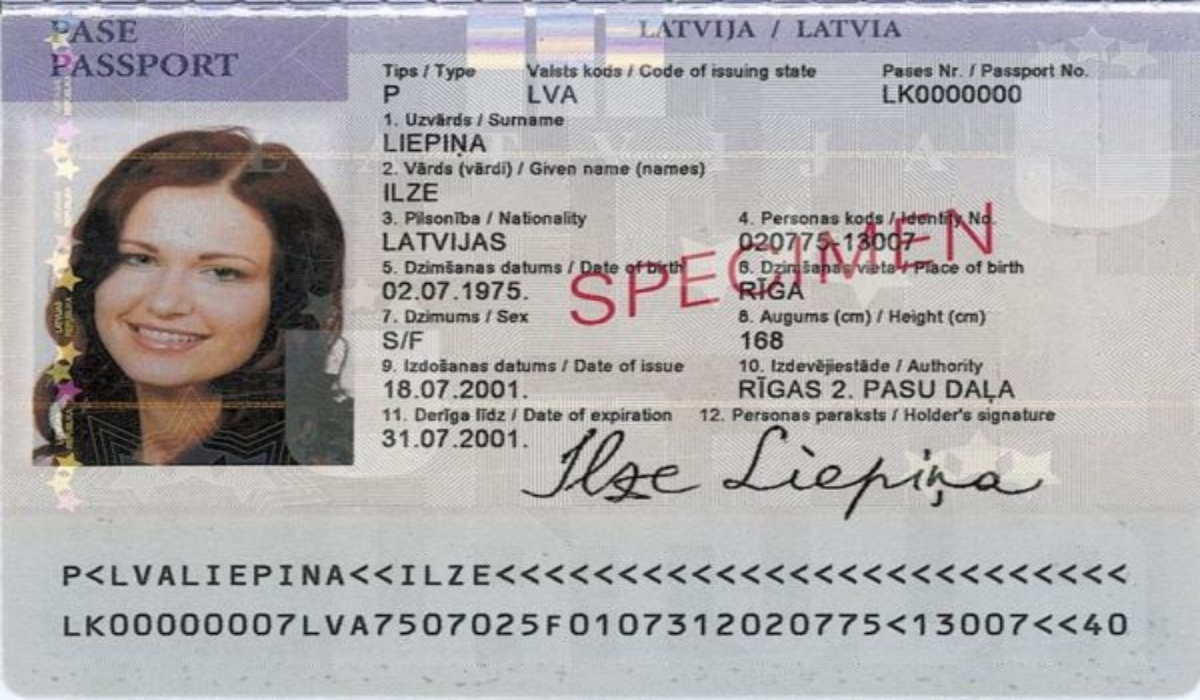 PASE
PASSPORT
LATVIJA / LATVIA
Tips / Type Valsts kods / Code of issuing state Pases Nr. / Passport No.
P LVA LK0000000
1. Uzvārds / Surname
LIEPIŅA
2. Vārds (vārdi) / Given name (names)
ILZE
3. Pilsonība / Nationality 4. Personas kods / Identity No.
LATVIJAS 020775-13007
5. Dzimšanas datums / Date of birth 6. Dzimšanas vieta / Place of birth
02.07.1975. RĪGA
SPECIMEN
7. Dzimums / Sex 8. Augums (cm) / Height (cm)
S/F 168
9. Izdošanas datums / Date of issue 10. Izdevējiestāde / Authority
18.07.2001. RĪGAS 2. PASU DAĻA
11. Derīga līdz / Date of expiration 12. Personas paraksts / Holder's signature
31.07.2001. Ilze Liepiņa
P<LVALIEPINA<<ILZE<<<<<<<<<<<<<<<<<<<<<<<<<<
LK00000007LVA7507025F0107312020775<13007<<40